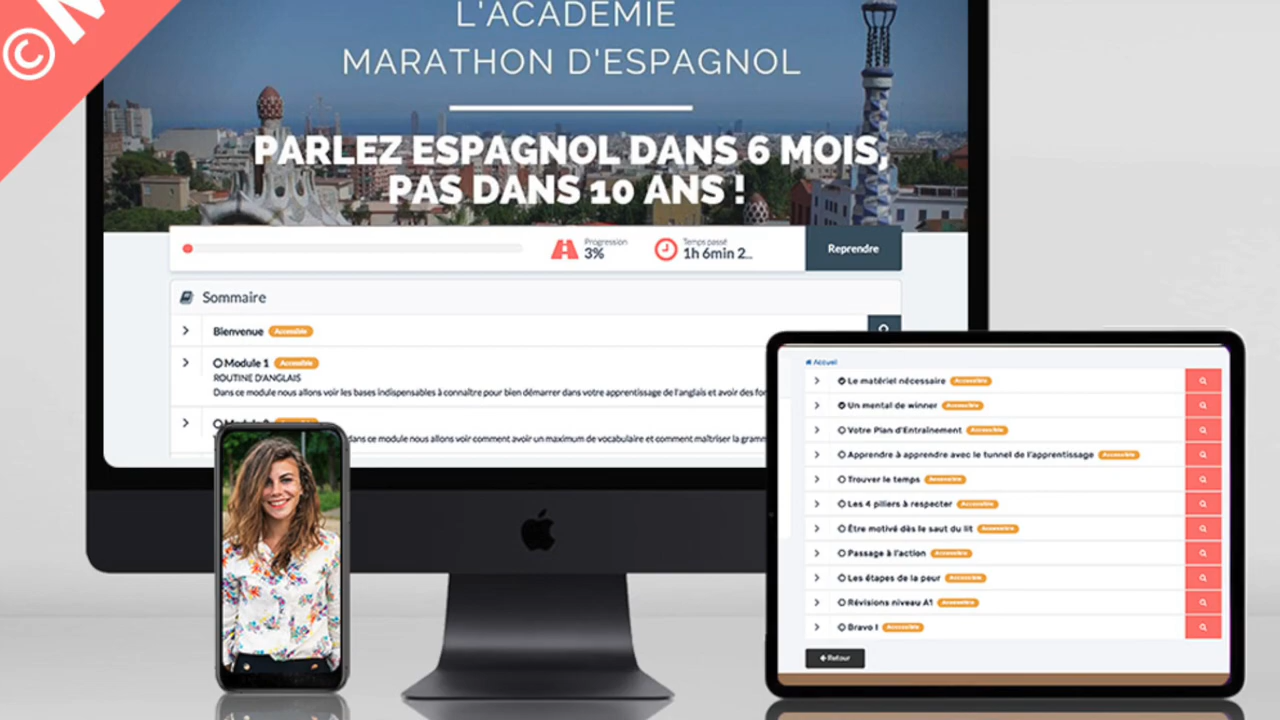 ©M
L'ACADÉMIE
MARATHON D'ESPAGNOL
PARLEZ ESPAGNOL DANS 6 MOIS,
PAS DANS 10 ANS !
Progression
3%
Temps passé
1h 6min 2...
Reprendre
Sommaire
Bienvenue Accessible
Module 1 Accessible
ROUTINE D'ANGLAIS
Dans ce module nous allons voir les bases indispensables à connaître pour bien démarrer dans votre apprentissage de l'anglais et avoir des
dans ce module nous allons voir comment avoir un maximum de vocabulaire et comment maîtriser la
Accueil
Le matériel nécessaire Accessible
Un mental de winner Accessible
Votre Plan d'Entraînement Accessible
Apprendre à apprendre avec le tunnel de l'apprentissage Accessible
Trouver le temps Accessible
Les 4 piliers à respecter Accessible
Être motivé dès le saut du lit Accessible
Passage à l'action Accessible
Les étapes de la peur Accessible
Révisions niveau A1 Accessible
Bravo ! Accessible
Retour